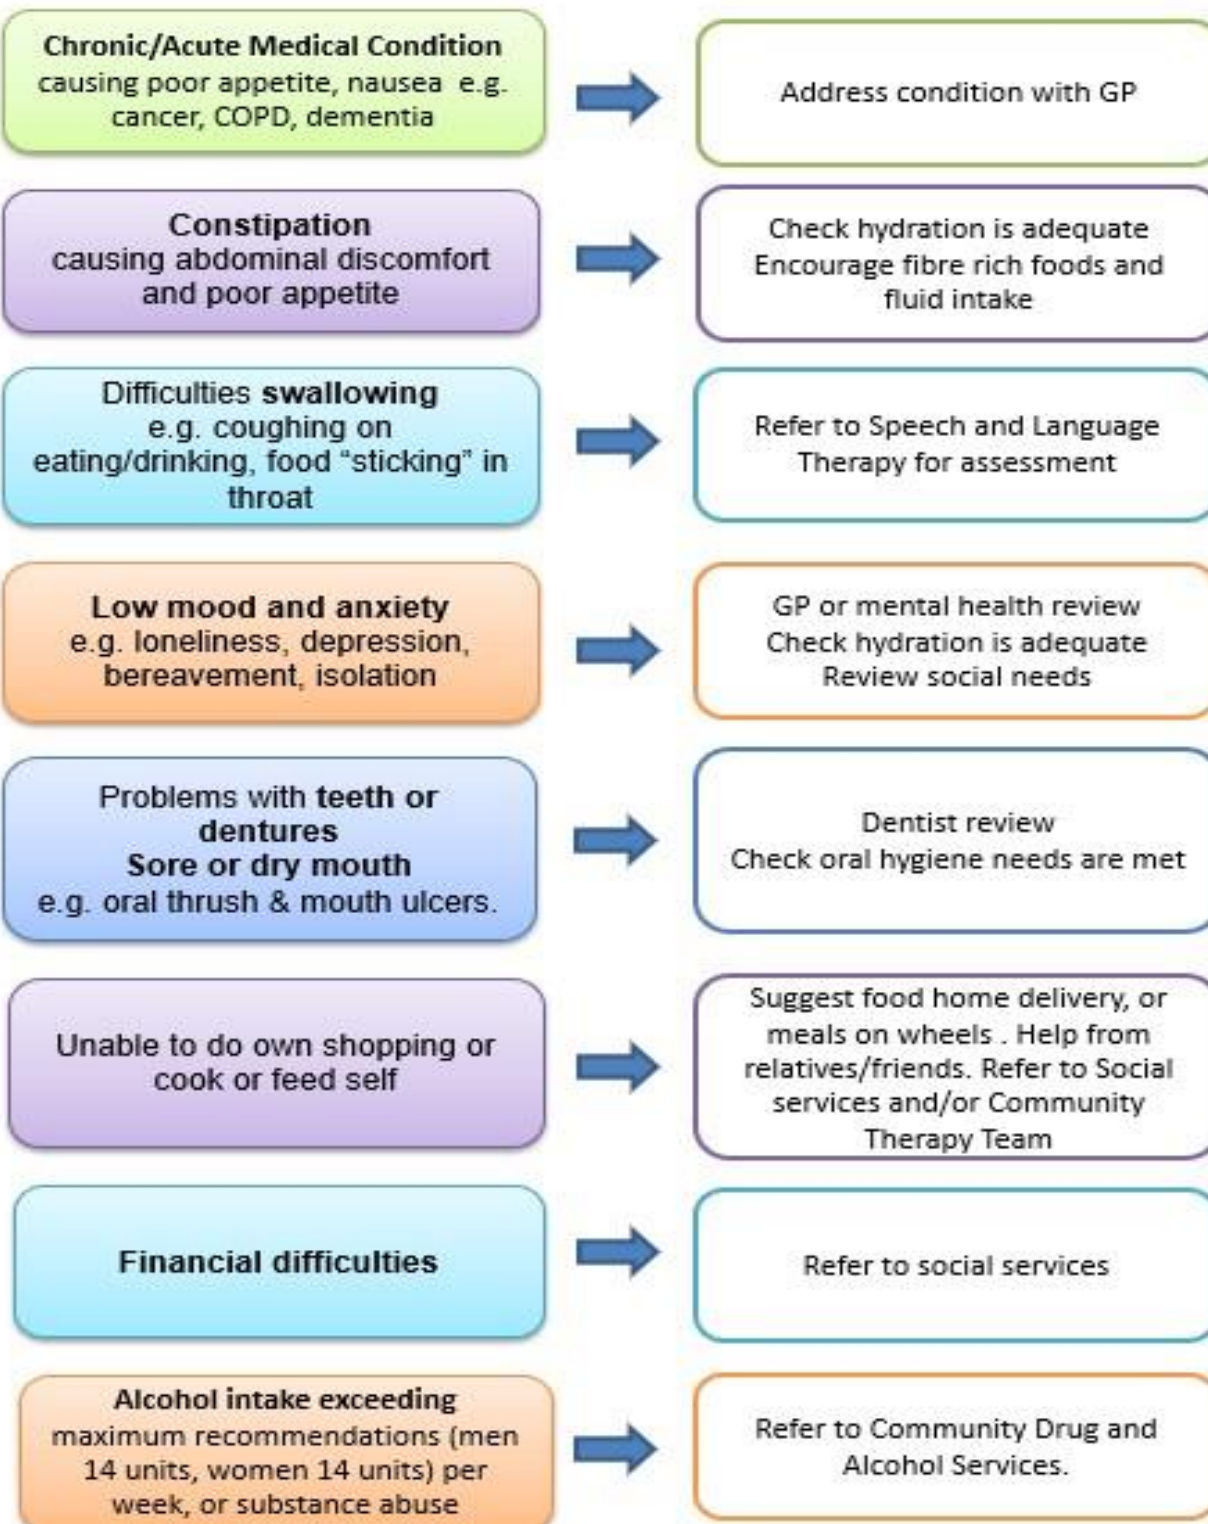 Chronic/Acute Medical Condition
causing poor appetite, nausea e.g.
cancer, COPD, dementia
Address condition with GP
Constipation
causing abdominal discomfort
and poor appetite
Check hydration is adequate
Encourage fibre rich foods and
fluid intake
Difficulties swallowing
e.g. coughing on
eating/drinking, food “sticking” in
throat
Refer to Speech and Language
Therapy for assessment
Low mood and anxiety
e.g. loneliness, depression,
bereavement, isolation
GP or mental health review
Check hydration is adequate
Review social needs
Problems with teeth or
dentures
Sore or dry mouth
e.g. oral thrush & mouth ulcers.
Dentist review
Check oral hygiene needs are met
Unable to do own shopping or
cook or feed self
Suggest food home delivery, or
meals on wheels . Help from
relatives/friends. Refer to Social
services and/or Community
Therapy Team
Financial difficulties
Refer to social services
Alcohol intake exceeding
maximum recommendations (men
14 units, women 14 units) per
week, or substance abuse
Refer to Community Drug and
Alcohol Services.